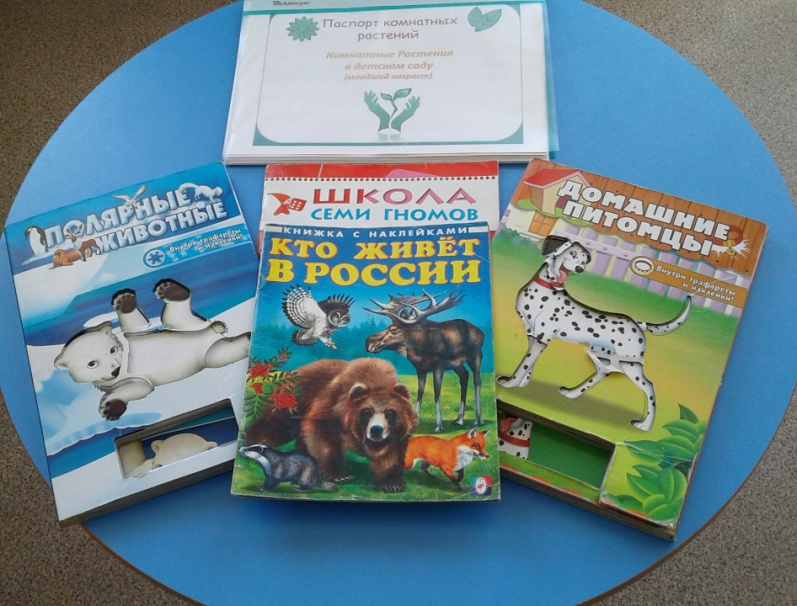 Паспорт комнатных
растений
Комнатные Растения
в детском саду
(младший возраст)
ПОЛЯРНЫЕ
ЖИВОТНЫЕ
Внутри трафареты
и наклейки!
ШКОЛА
СЕМИ ГНОМОВ
КНИЖКА С НАКЛЕЙКАМИ
КТО ЖИВЁТ
В РОССИИ
ДОМАШНИЕ
ПИТОМЦЫ
Внутри трафареты
и наклейки!